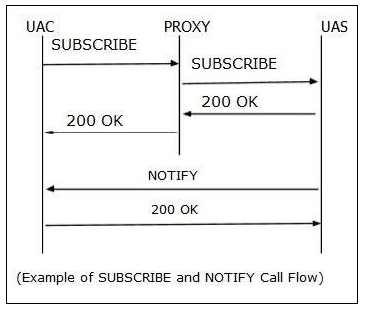 UAC PROXY UAS
SUBSCRIBE
SUBSCRIBE
200 OK
200 OK
NOTIFY
200 OK
(Example of SUBSCRIBE and NOTIFY Call Flow)